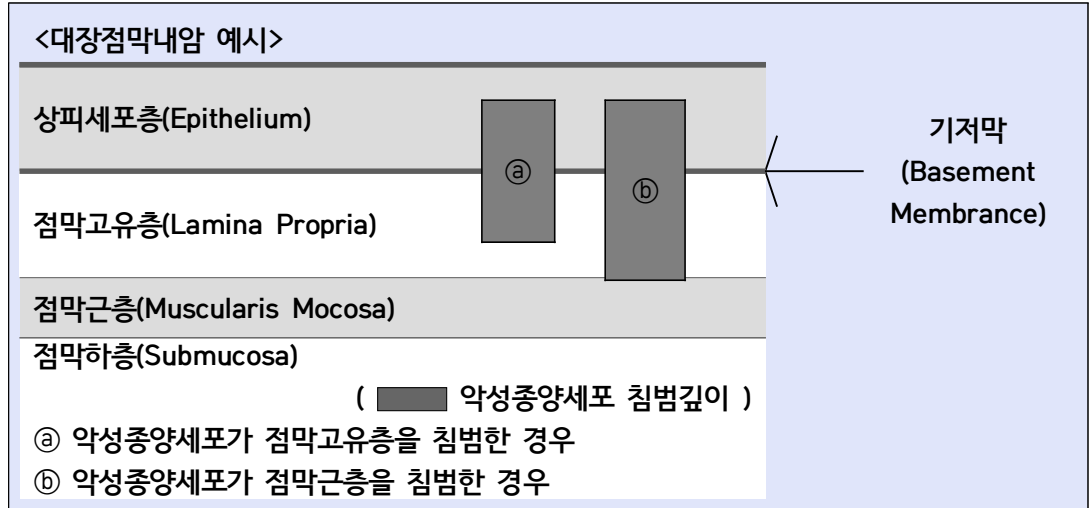 <대장점막내암 예시>
상피세포층(Epithelium)
기저막
(Basement
Membrance)
ⓐ
ⓑ
점막고유층(Lamina Propria)
점막근층(Muscularis Mocosa)
점막하층(Submucosa)
( 악성종양세포 침범깊이 )
ⓐ 악성종양세포가 점막고유층을 침범한 경우
ⓑ 악성종양세포가 점막근층을 침범한 경우